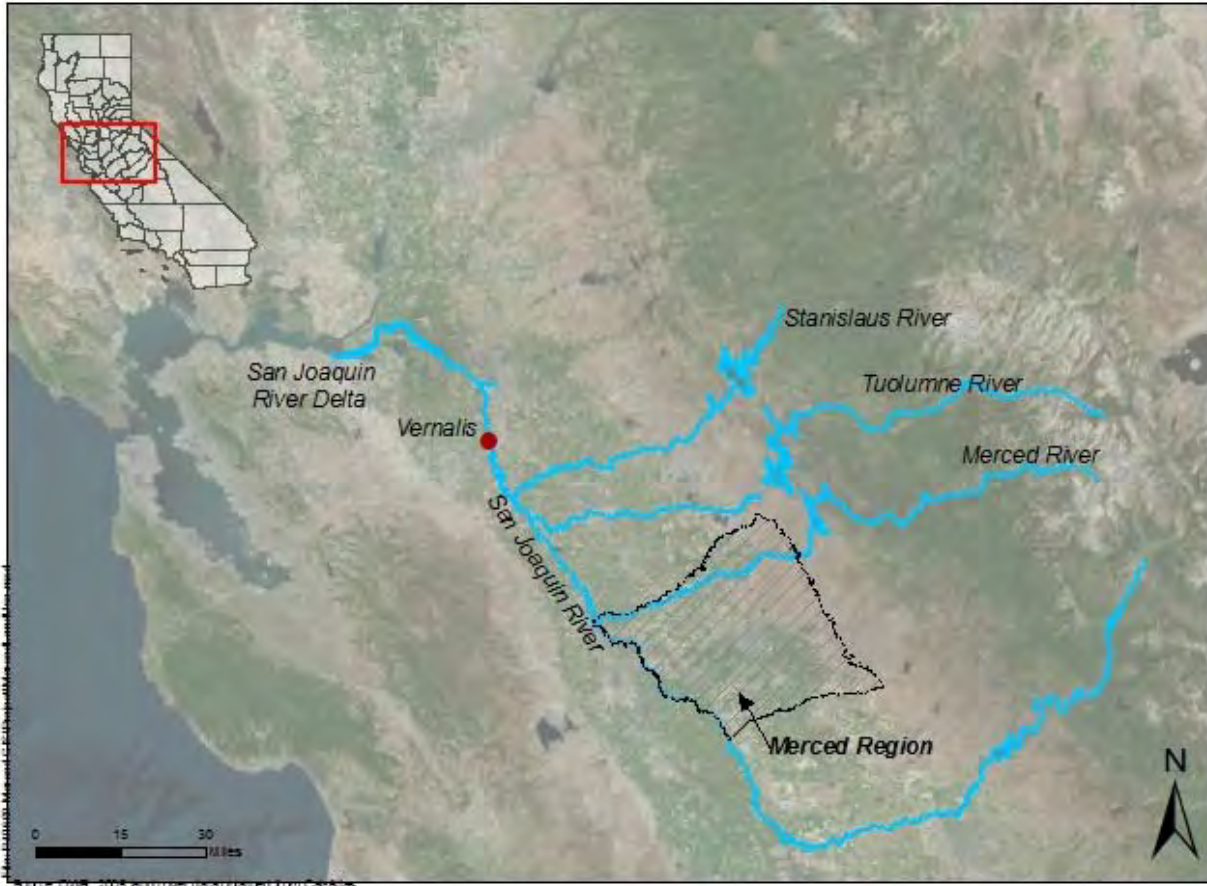 Stanislaus River
San Joaquin
River Delta
Tuolumne River
Vernalis
Merced River
San Joaquin River
Merced Region
N
0 15 30
Miles